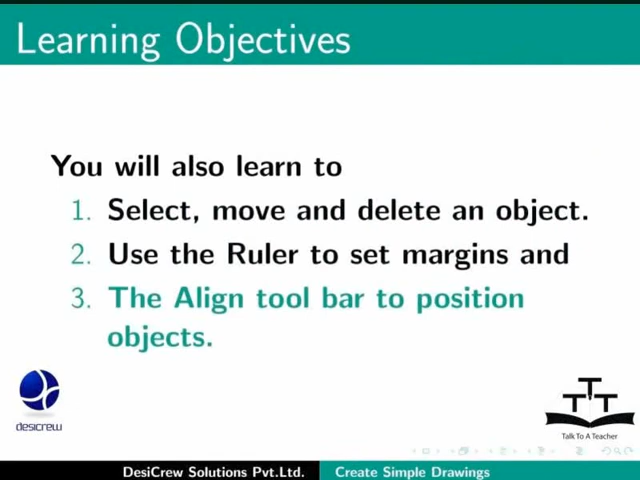 Learning Objectives
You will also learn to
1. Select, move and delete an object.
2. Use the Ruler to set margins and
3. The Align tool bar to position
objects.
desicrew
TTT
Talk To A Teacher
DesiCrew Solutions Pvt.Ltd.
Create Simple Drawings